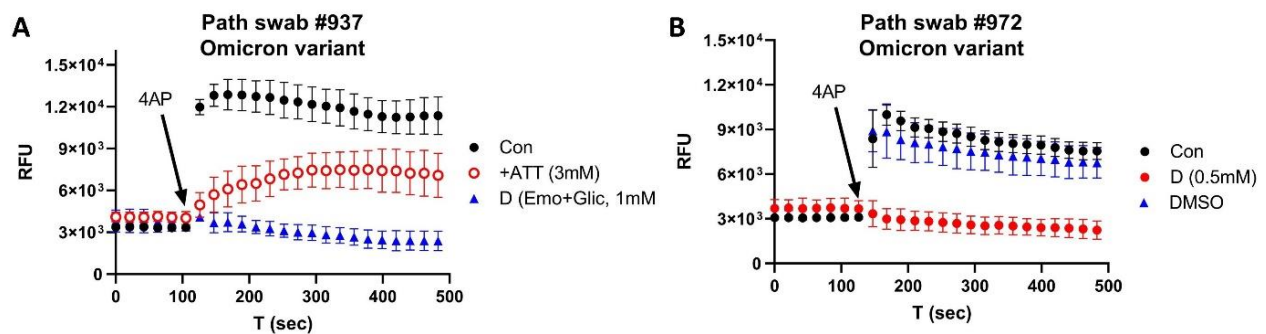 A
Path swab #937
Omicron variant
1.5×10⁴
1.2×10⁴
9×10³
6×10³
3×10³
0
RFU
4AP
0 100 200 300 400 500
T (sec)
Con
+ATT (3mM)
D (Emo+Glic, 1mM
B
Path swab #972
Omicron variant
1.5×10⁴
1.2×10⁴
9×10³
6×10³
3×10³
0
RFU
4AP
0 100 200 300 400 500
T (sec)
Con
D (0.5mM)
DMSO